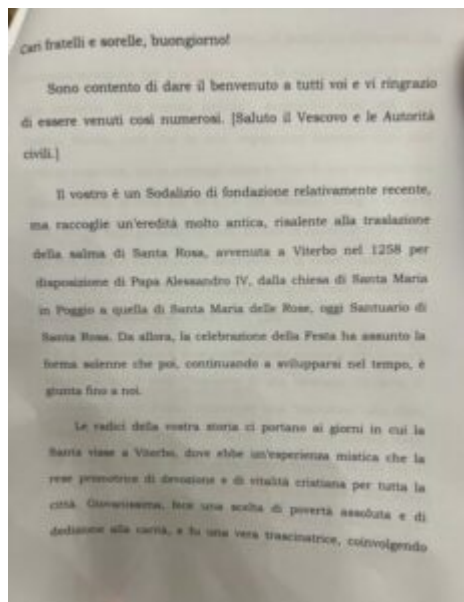 Cari fratelli e sorelle, buongiorno!
Sono contento di dare il benvenuto a tutti voi e vi ringrazio
di essere venuti così numerosi. [Saluto il Vescovo e le Autorità
civili.]
Il vostro è un Sodalizio di fondazione relativamente recente,
ma raccoglie un'eredità molto antica, risalente alla traslazione
della salma di Santa Rosa, avvenuta a Viterbo nel 1258 per
disposizione di Papa Alessandro IV, dalla chiesa di Santa Maria
in Poggio a quella di Santa Maria delle Rose, oggi Santuario di
Santa Rosa. Da allora, la celebrazione della Festa ha assunto la
forma solenne che poi, continuando a svilupparsi nel tempo, è
giunta fino a noi.
Le radici della vostra storia ci portano ai giorni in cui la
Santa visse a Viterbo, dove ebbe un'esperienza mistica che la
rese promotrice di devozione e di vitalità cristiana per tutta la
città. Giovanissima, fece una scelta di povertà assoluta e di
dedizione alla carità, e fu una vera trascinatrice, coinvolgendo